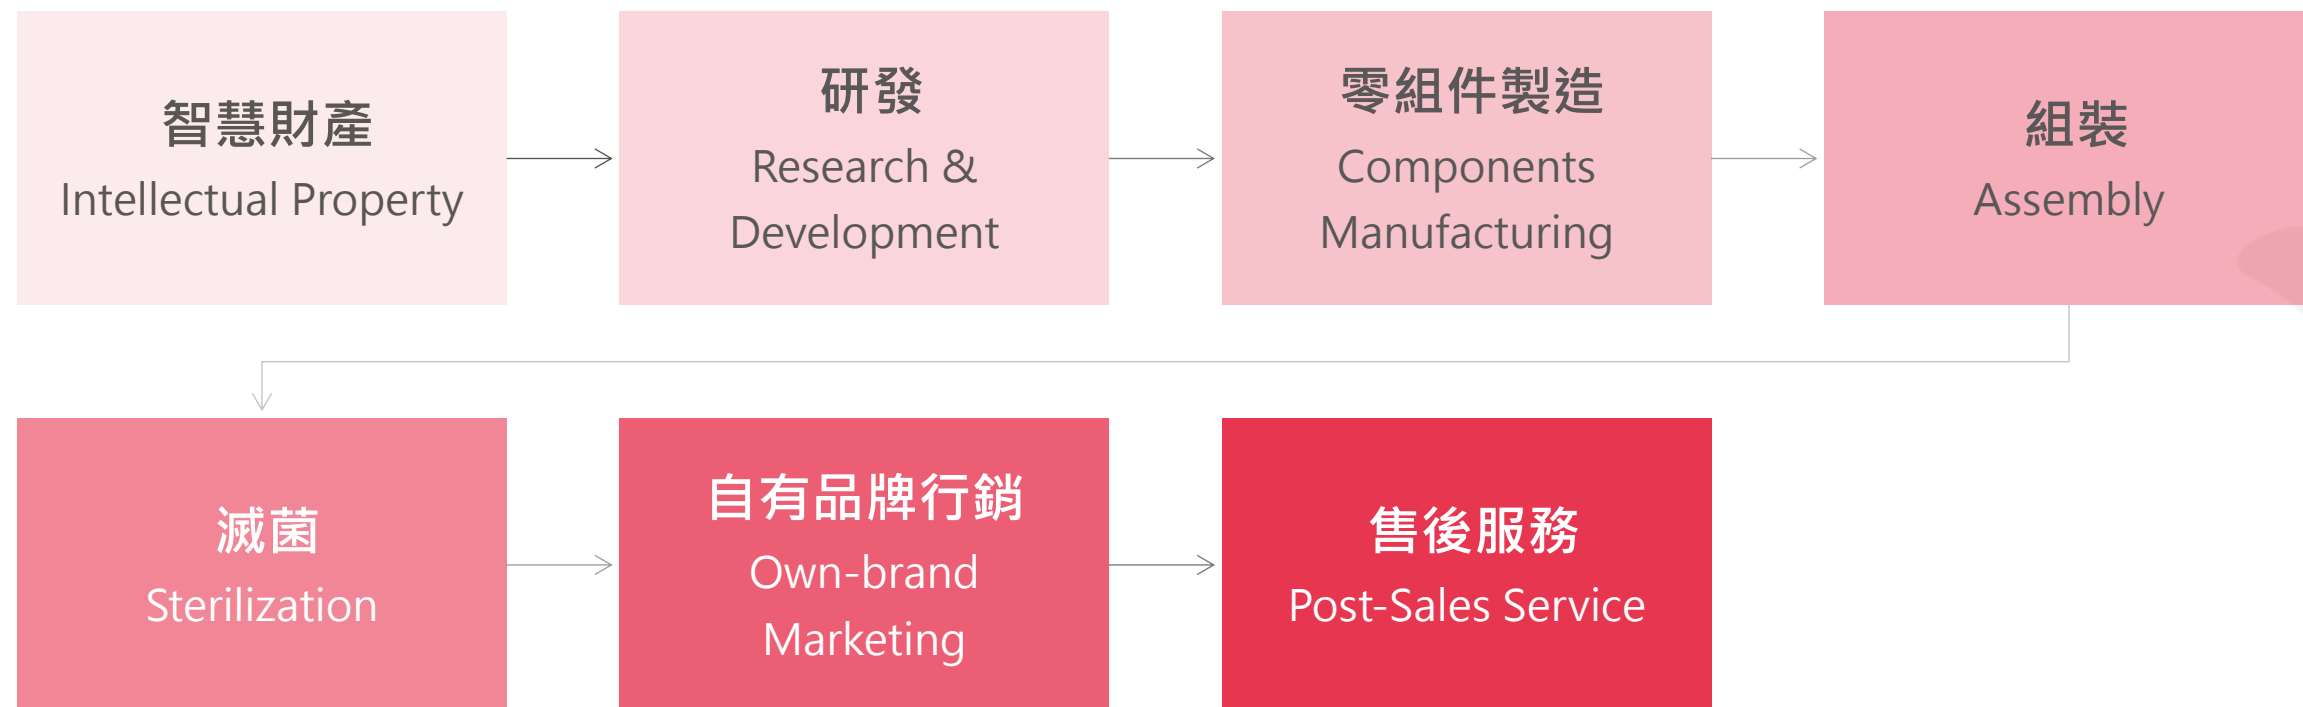 智慧財產
Intellectual Property
研發
Research &
Development
零組件製造
Components
Manufacturing
組裝
Assembly
滅菌
Sterilization
自有品牌行銷
Own-brand
Marketing
售後服務
Post-Sales Service